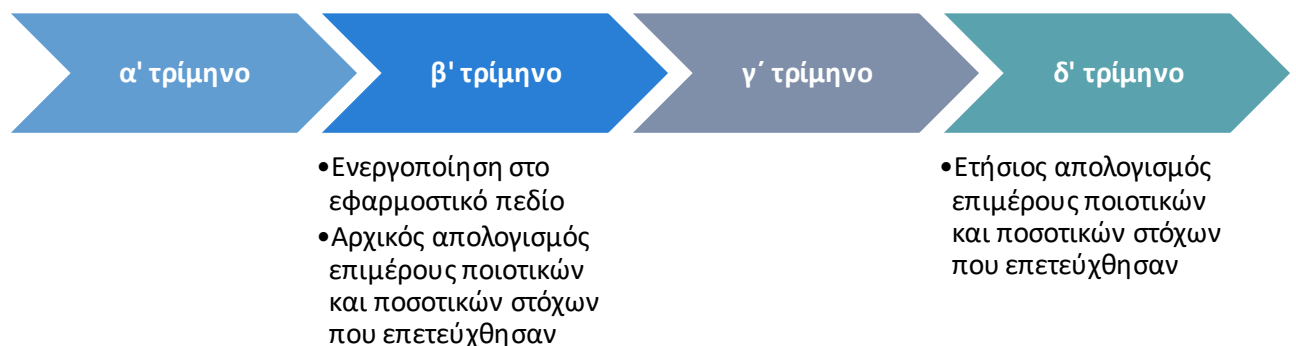 α' τρίμηνο
β' τρίμηνο
γ΄ τρίμηνο
δ' τρίμηνο
•Ενεργοποίηση στο
εφαρμοστικό πεδίο
•Αρχικός απολογισμός
επιμέρους ποιοτικών
και ποσοτικών στόχων
που επετεύχθησαν
•Ετήσιος απολογισμός
επιμέρους ποιοτικών
και ποσοτικών στόχων
που επετεύχθησαν